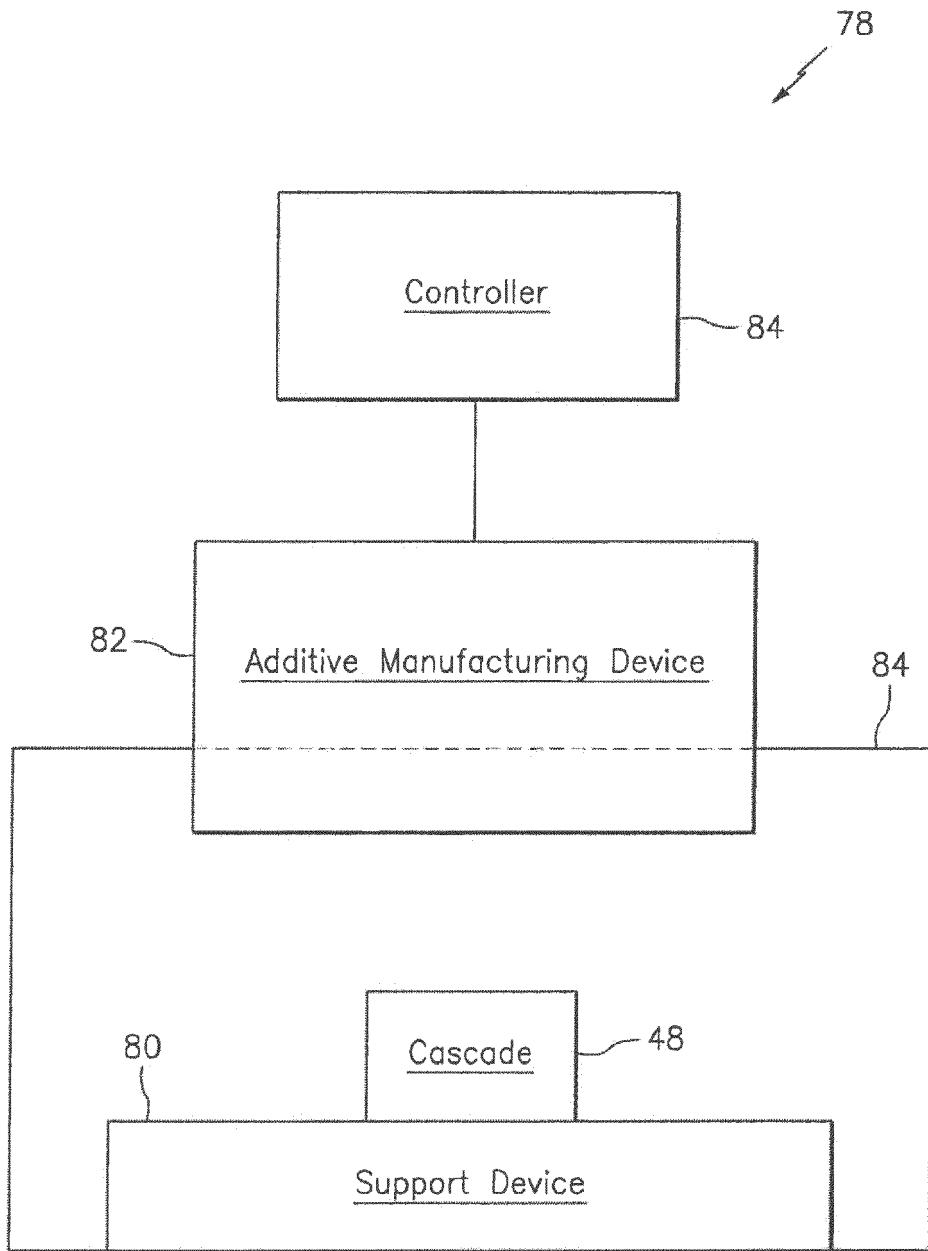 78
Controller
84
82
Additive Manufacturing Device
84
80
Cascade
48
Support Device